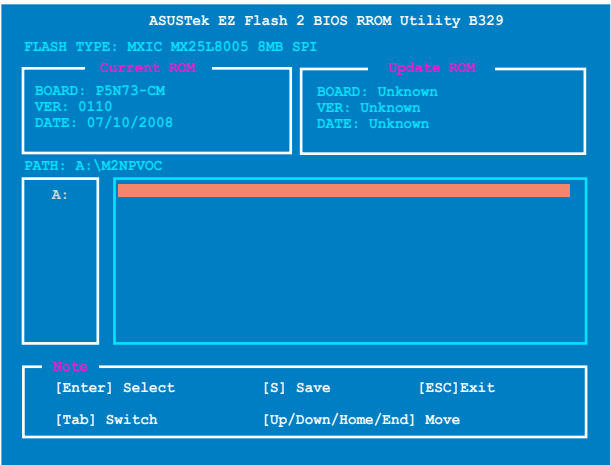 ASUSTek EZ Flash 2 BIOS RROM Utility B329
FLASH TYPE: MXIC MX25L8005 8MB SPI
Current ROM
BOARD: P5N73-CM
VER: 0110
DATE: 07/10/2008
Update ROM
BOARD: Unknown
VER: Unknown
DATE: Unknown
PATH: A:\M2NPVOC
A:
Note
[Enter] Select [S] Save [ESC]Exit
[Tab] Switch [Up/Down/Home/End] Move